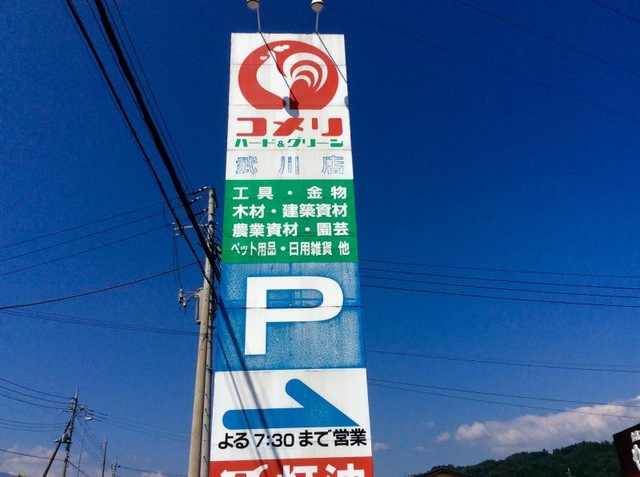 コメリ
ハード&グリーン
武川店
工具・金物
木材・建築資材
農業資材・園芸
ペット用品・日用雑貨 他
P
よる7:30まで営業
灯油